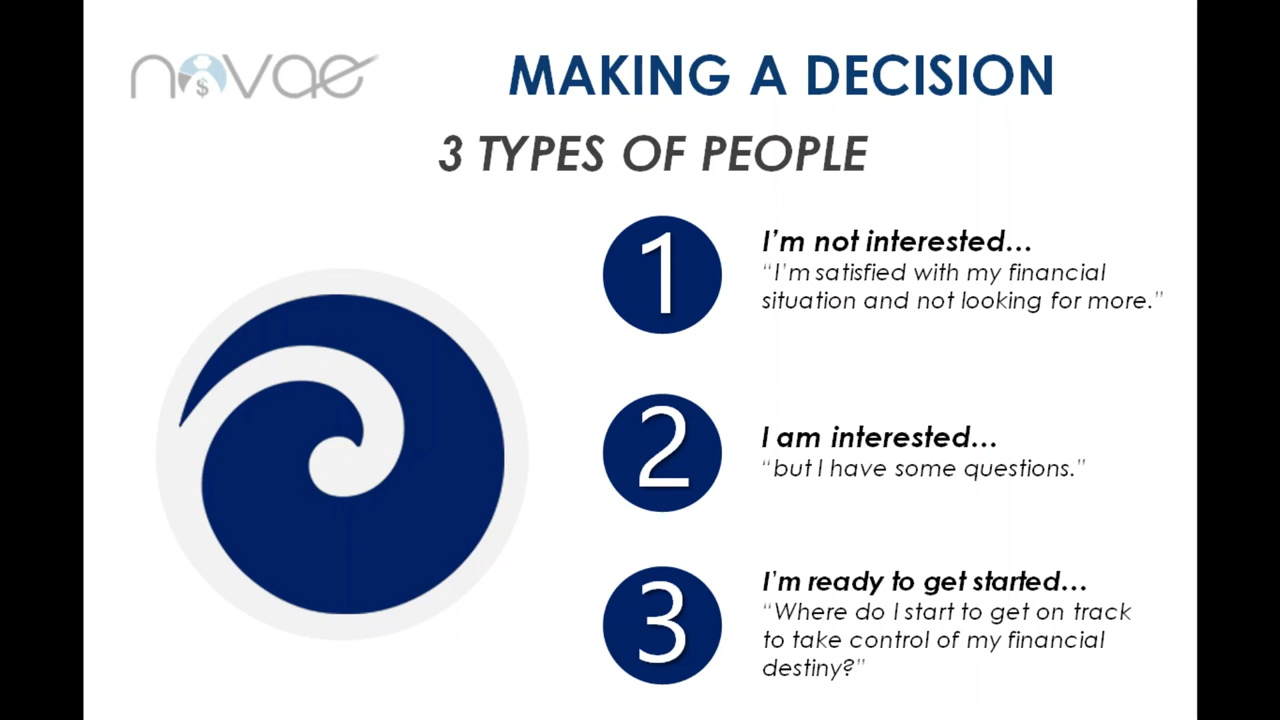 novae
$
MAKING A DECISION
3 TYPES OF PEOPLE
1
I'm not interested...
"I'm satisfied with my financial
situation and not looking for more."
2
I am interested...
"but I have some questions."
3
I'm ready to get started...
"Where do I start to get on track
to take control of my financial
destiny?"